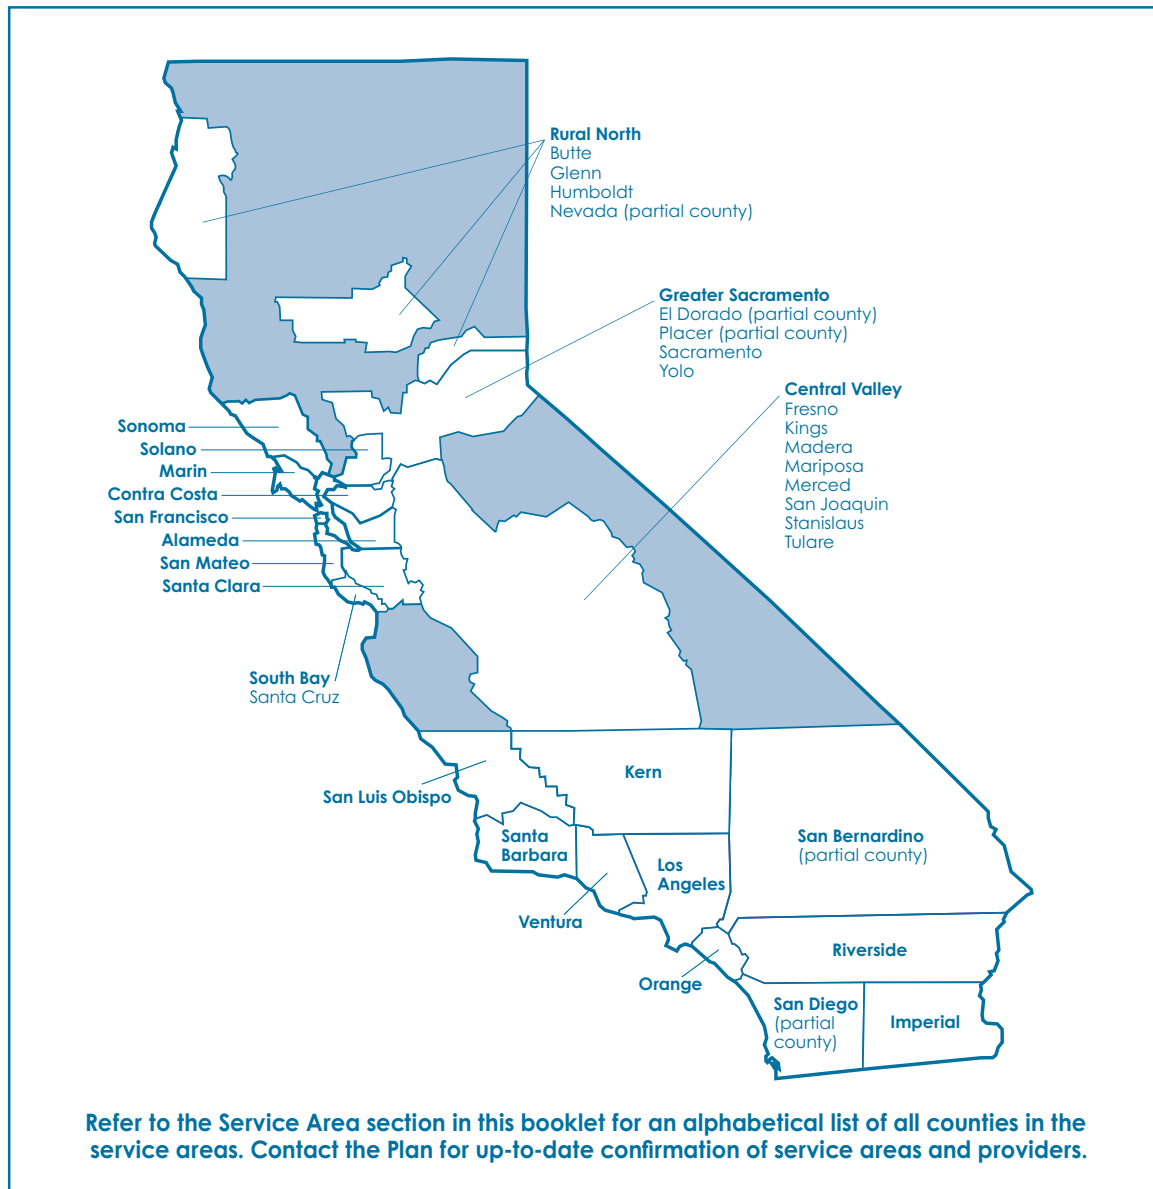 Rural North
Butte
Glenn
Humboldt
Nevada (partial county)
Greater Sacramento
El Dorado (partial county)
Placer (partial county)
Sacramento
Yolo
Central Valley
Fresno
Kings
Madera
Mariposa
Merced
San Joaquin
Stanislaus
Tulare
Sonoma
Solano
Marin
Contra Costa
San Francisco
Alameda
San Mateo
Santa Clara
South Bay
Santa Cruz
San Luis Obispo
Kern
Santa
Barbara
Ventura
Los
Angeles
San Bernardino
(partial county)
Orange
Riverside
San Diego
(partial
county)
Imperial
Refer to the Service Area section in this booklet for an alphabetical list of all counties in the
service areas. Contact the Plan for up-to-date confirmation of service areas and providers.